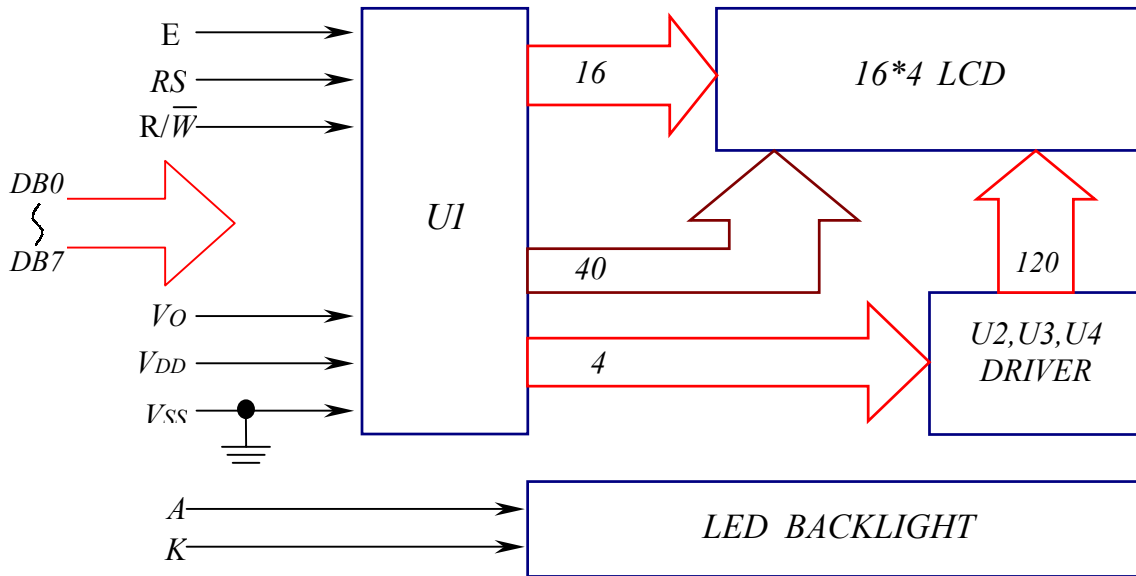 E
RS
R/W̅
DB0
DB7
VO
VDD
VSS
A
K
U1
16
40
4
16*4 LCD
120
U2,U3,U4
DRIVER
LED BACKLIGHT